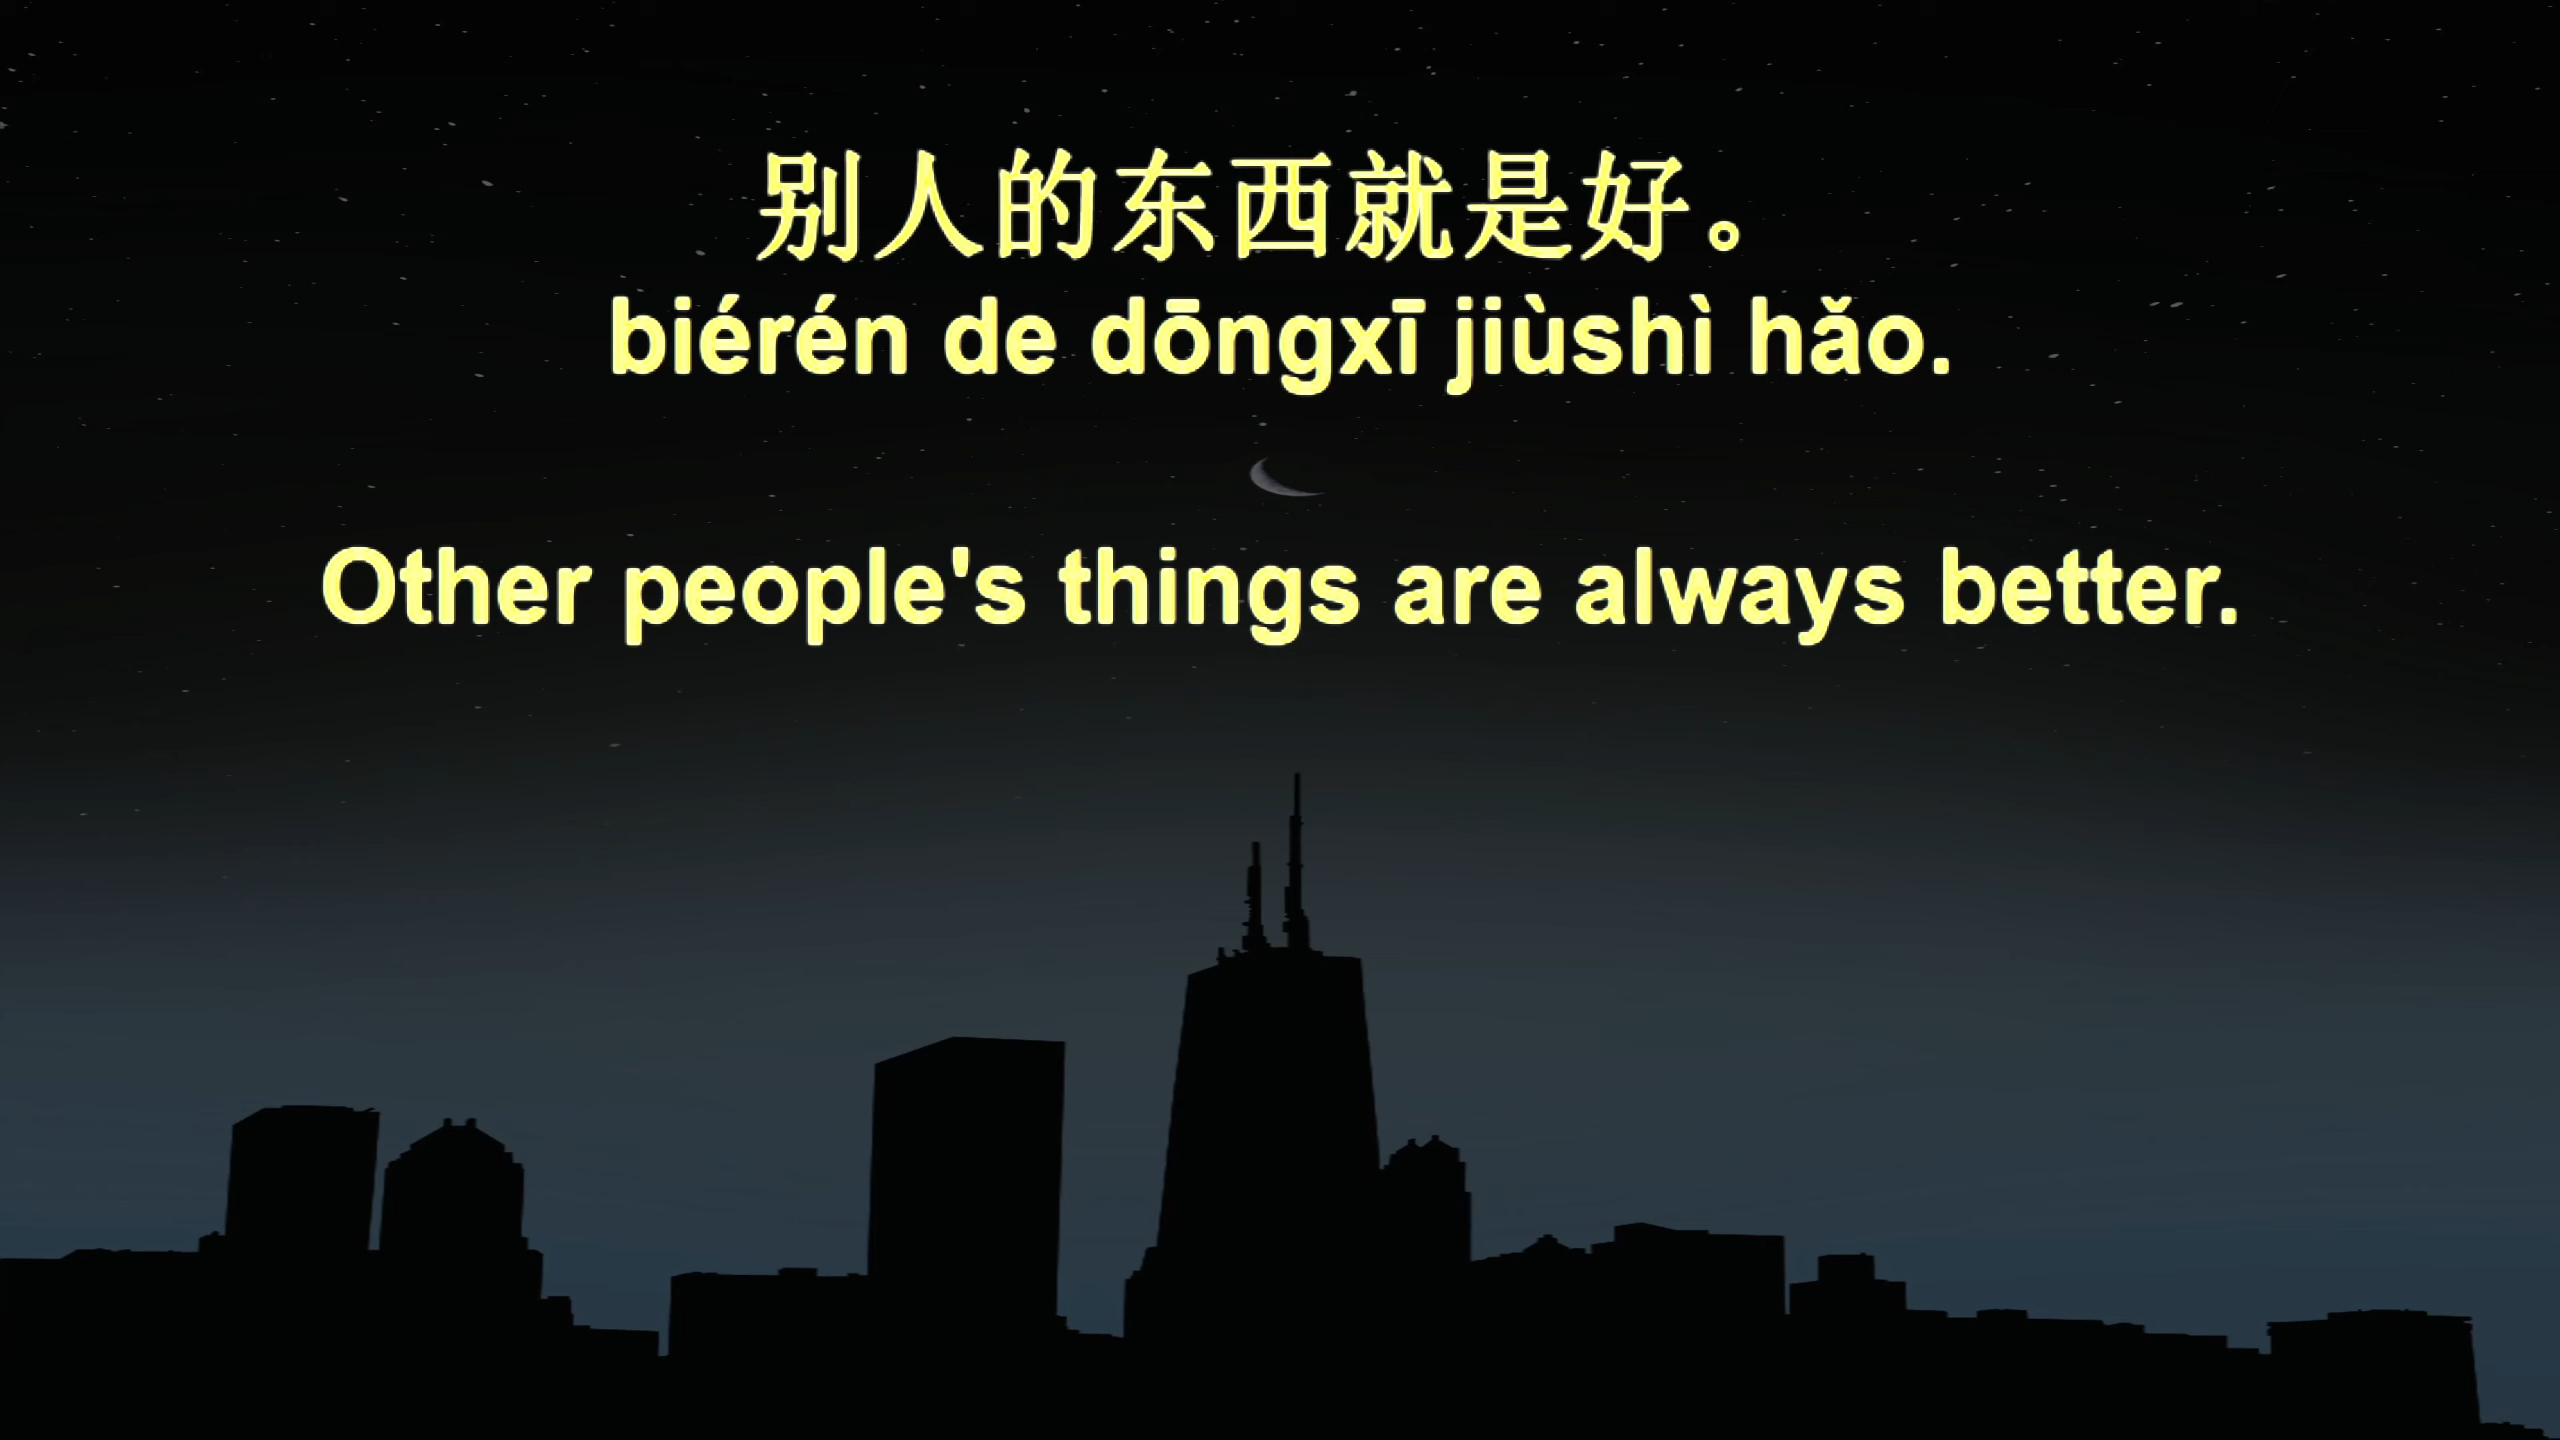 别人的东西就是好。
biérén de dōngxī jiùshì hǎo.
Other people's things are always better.